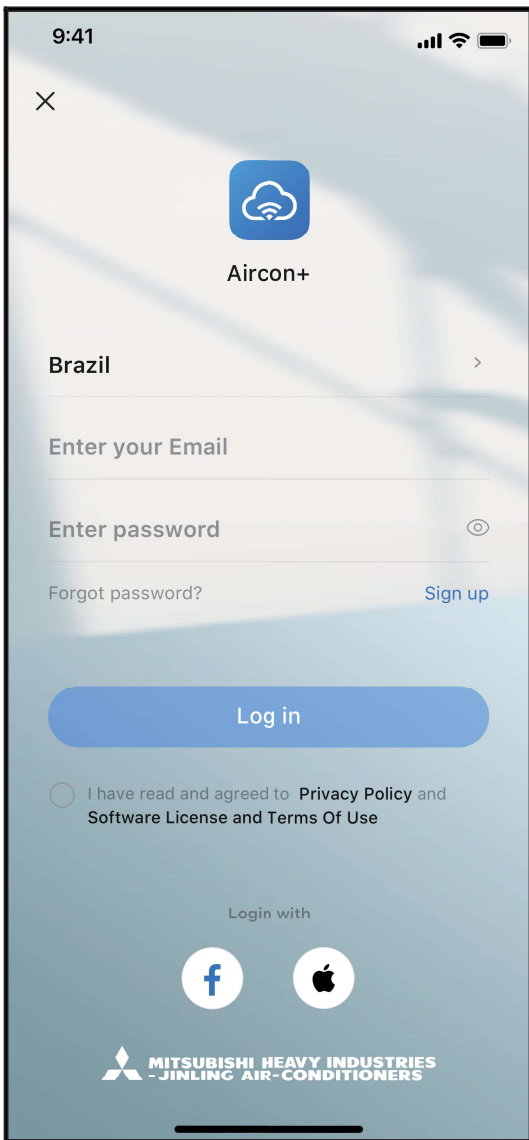 9:41
Aircon+
Brazil
Enter your Email
Enter password
Forgot password? Sign up
Log in
I have read and agreed to Privacy Policy and
Software License and Terms Of Use
Login with
MITSUBISHI HEAVY INDUSTRIES
-JINLING AIR-CONDITIONERS